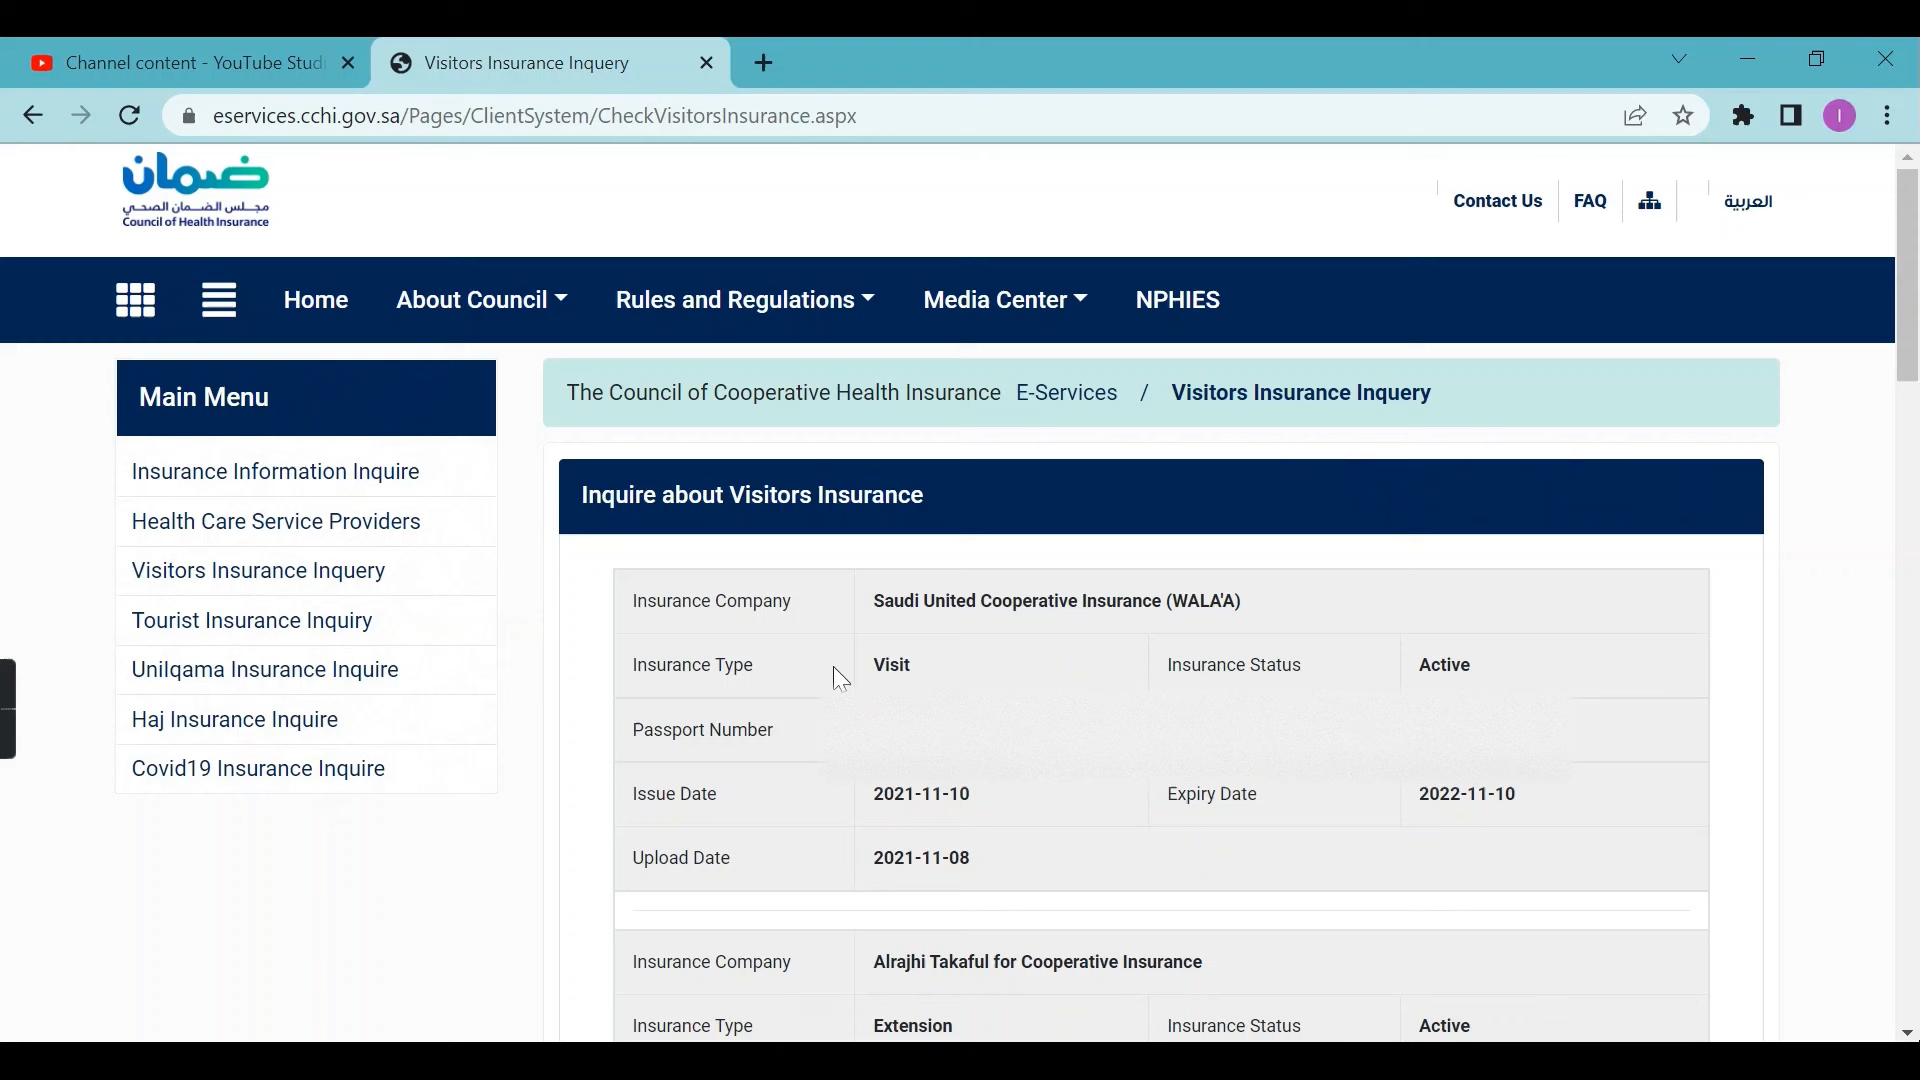 Channel content - YouTube Studi
Visitors Insurance Inquery
eservices.cchi.gov.sa/Pages/ClientSystem/CheckVisitorsInsurance.aspx
I
ضمان
مجلس الضمان الصحي
Council of Health Insurance
Contact Us
FAQ
العربية
Home
About Council
Rules and Regulations
Media Center
NPHIES
Main Menu
Insurance Information Inquire
Health Care Service Providers
Visitors Insurance Inquery
Tourist Insurance Inquiry
UnilIqama Insurance Inquire
Haj Insurance Inquire
Covid19 Insurance Inquire
The Council of Cooperative Health Insurance E-Services / Visitors Insurance Inquery
Inquire about Visitors Insurance
Insurance Company Saudi United Cooperative Insurance (WALA'A)
Insurance Type Visit Insurance Status Active
Passport Number
Issue Date 2021-11-10 Expiry Date 2022-11-10
Upload Date 2021-11-08
Insurance Company Alrajhi Takaful for Cooperative Insurance
Insurance Type Extension Insurance Status Active